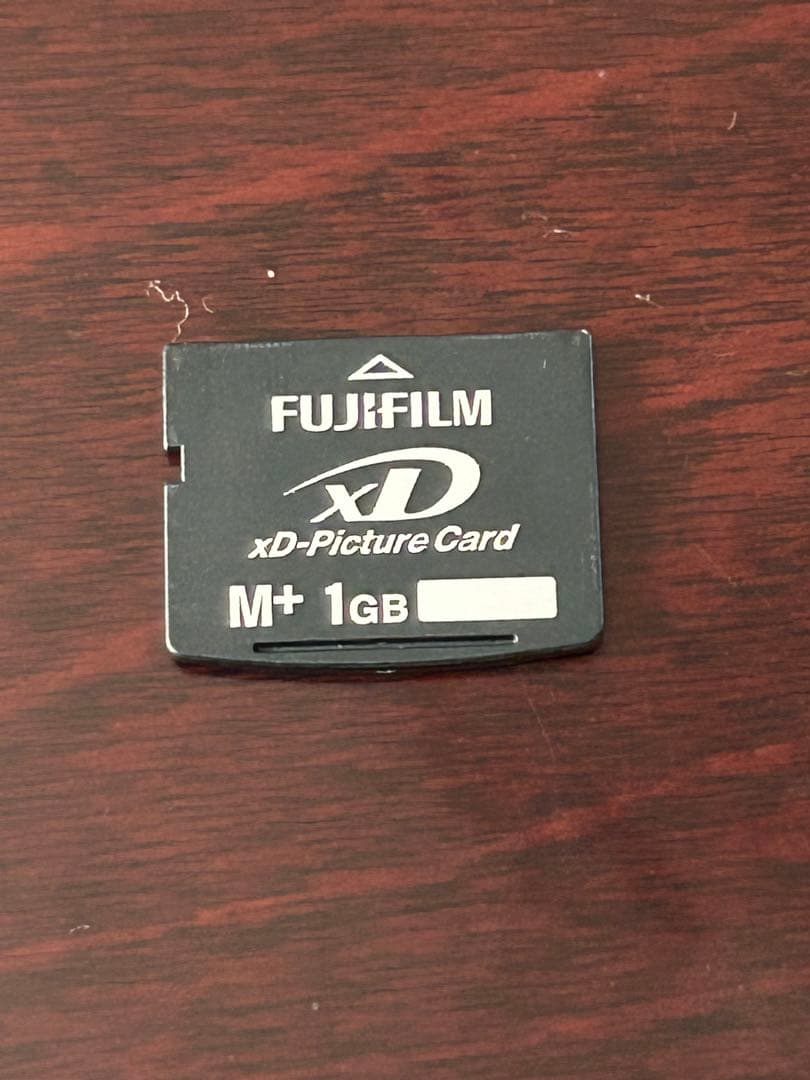 FUJIFILM
xD
xD-Picture Card
M+ 1GB